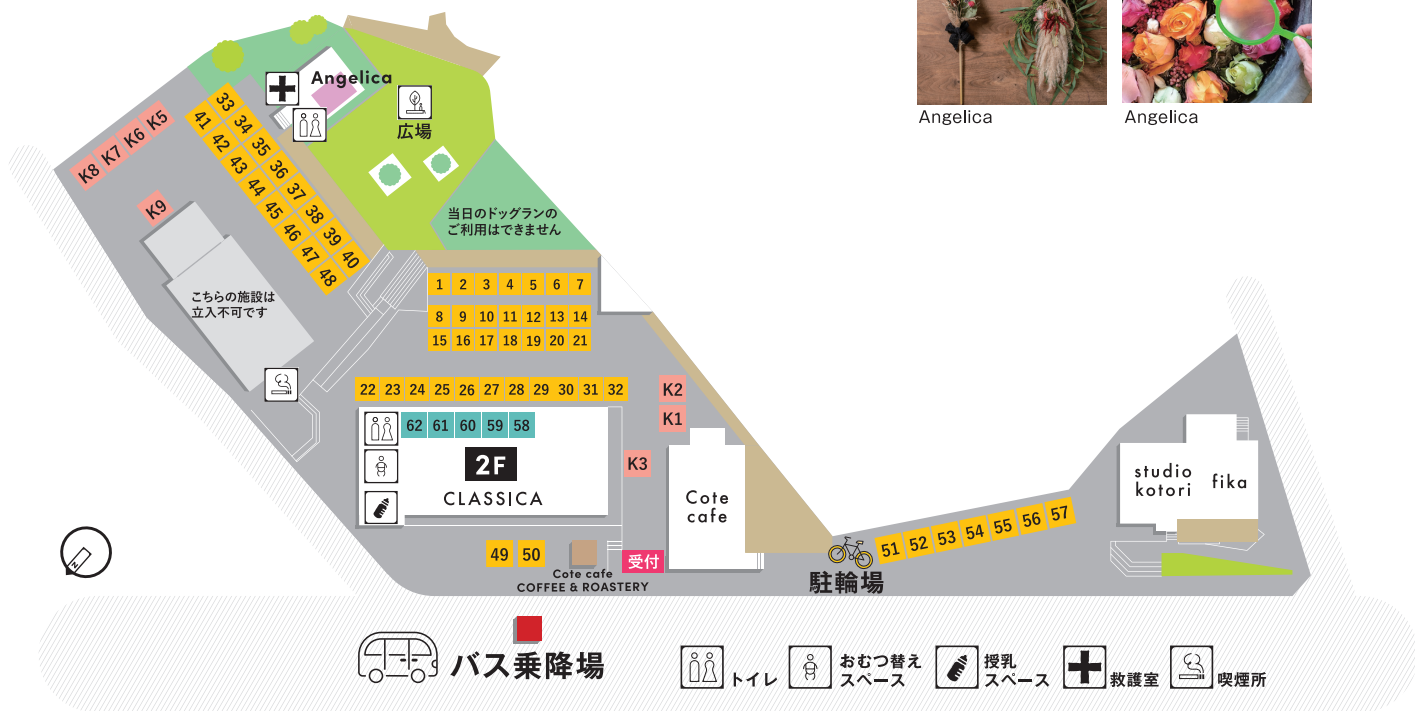 Angelica
Angelica
Angelica
広場
33
34
35
36
37
38
39
40
41
42
43
44
45
46
47
48
K8
K7
K6
K5
K9
当日のドッグランの
ご利用はできません
こちらの施設は
立入不可です
1 2 3 4 5 6 7
8 9 10 11 12 13 14
15 16 17 18 19 20 21
22 23 24 25 26 27 28 29 30 31 32
K2
K1
K3
62 61 60 59 58
2F
CLASSICA
Cote
cafe
studio
kotori
fika
49 50
受付
Cote cafe
COFFEE & ROASTERY
51 52 53 54 55 56 57
駐輪場
N
バス乗降場
トイレ
おむつ替え
スペース
授乳
スペース
救護室
喫煙所